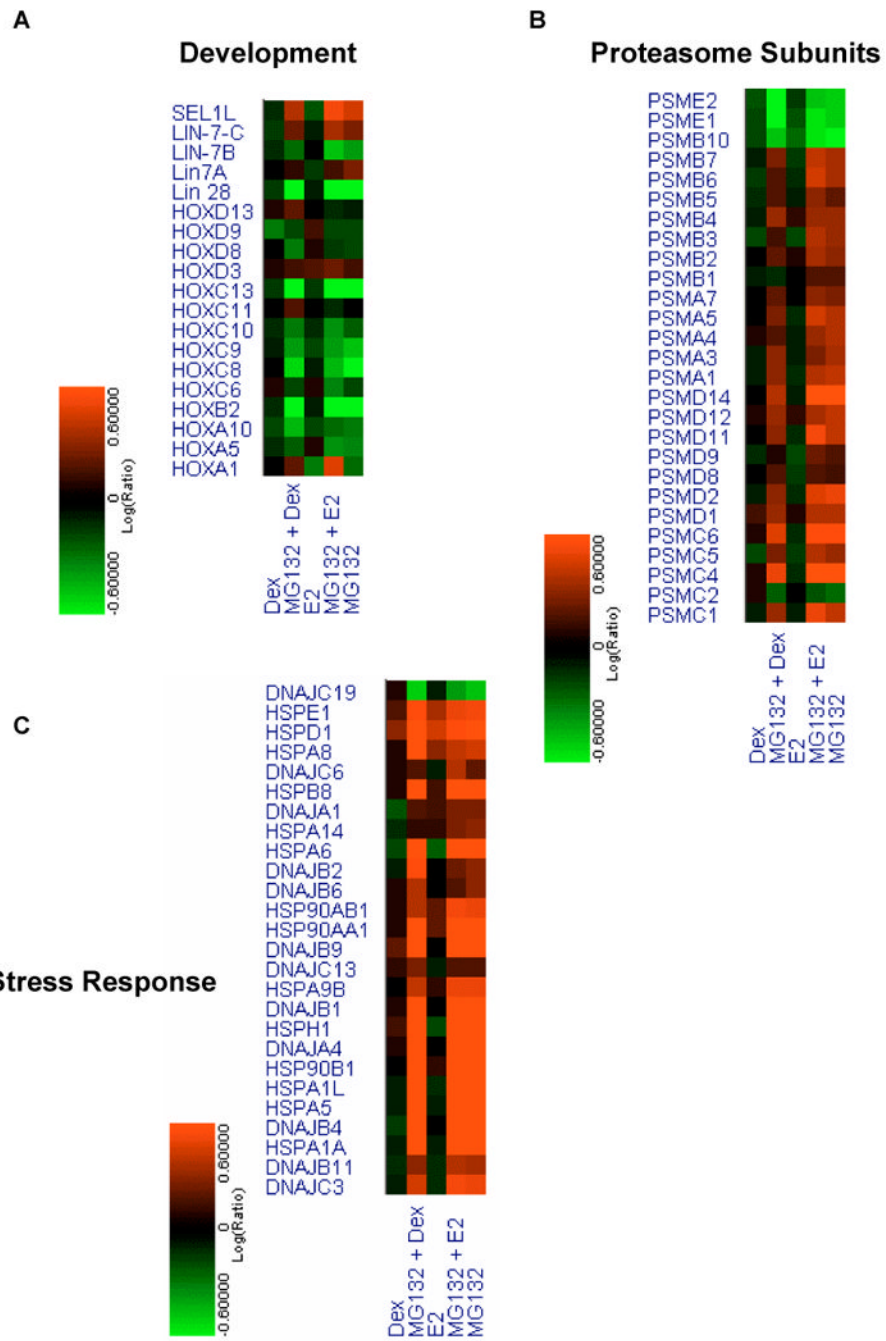 A
Development
SEL1L
LIN-7-C
LIN-7B
Lin7A
Lin 28
HOXD13
HOXD9
HOXD8
HOXD3
HOXC13
HOXC11
HOXC10
HOXC9
HOXC8
HOXC6
HOXB2
HOXA10
HOXA5
HOXA1
0.60000
0
-0.60000
Log(Ratio)
Dex
MG132 + Dex
E2
MG132 + E2
MG132
B
Proteasome Subunits
PSME2
PSME1
PSMB10
PSMB7
PSMB6
PSMB5
PSMB4
PSMB3
PSMB2
PSMB1
PSMA7
PSMA5
PSMA4
PSMA3
PSMA1
PSMD14
PSMD12
PSMD11
PSMD9
PSMD8
PSMD2
PSMD1
PSMC6
PSMC5
PSMC4
PSMC2
PSMC1
0.60000
0
-0.60000
Log(Ratio)
Dex
MG132 + Dex
E2
MG132 + E2
MG132
C
Stress Response
DNAJC19
HSPE1
HSPD1
HSPA8
DNAJC6
HSPB8
DNAJA1
HSPA14
HSPA6
DNAJB2
DNAJB6
HSP90AB1
HSP90AA1
DNAJB9
DNAJC13
HSPA9B
DNAJB1
HSPH1
DNAJA4
HSP90B1
HSPA1L
HSPA5
DNAJB4
HSPA1A
DNAJB11
DNAJC3
0.60000
0
-0.60000
Log(Ratio)
Dex
MG132 + Dex
E2
MG132 + E2
MG132